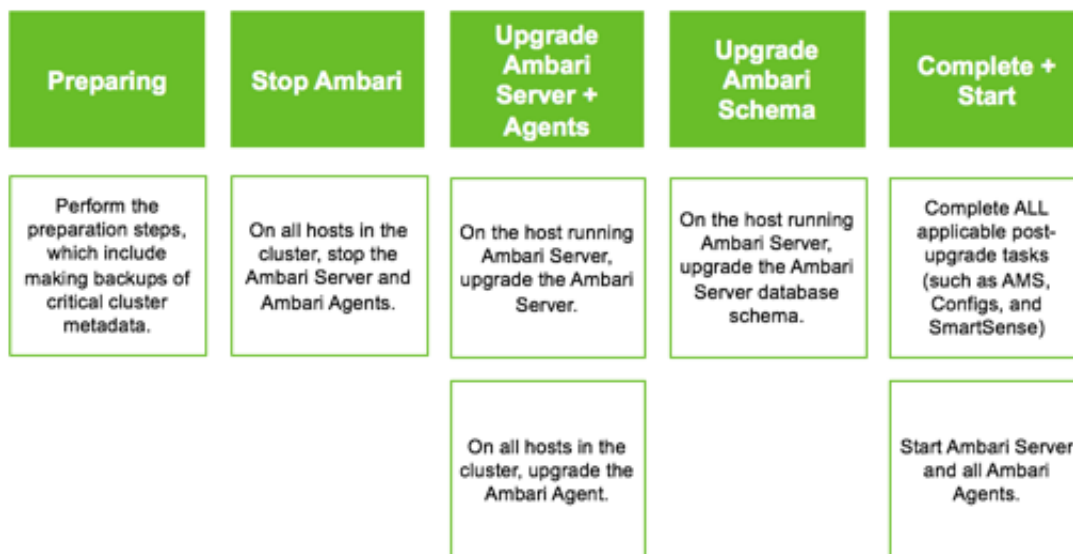 Preparing
Stop Ambari
Upgrade
Ambari
Server +
Agents
Upgrade
Ambari
Schema
Complete +
Start
Perform the
preparation steps,
which include
making backups of
critical cluster
metadata.
On all hosts in the
cluster, stop the
Ambari Server and
Ambari Agents.
On the host running
Ambari Server,
upgrade the Ambari
Server.
On the host running
Ambari Server,
upgrade the Ambari
Server database
schema.
Complete ALL
applicable post-
upgrade tasks
(such as AMS,
Configs, and
SmartSense)
On all hosts in the
cluster, upgrade the
Ambari Agent.
Start Ambari Server
and all Ambari
Agents.